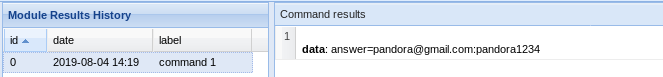 Module Results History
id date label
0 2019-08-04 14:19 command 1
Command results
1
data: answer=pandora@gmail.com:pandora1234